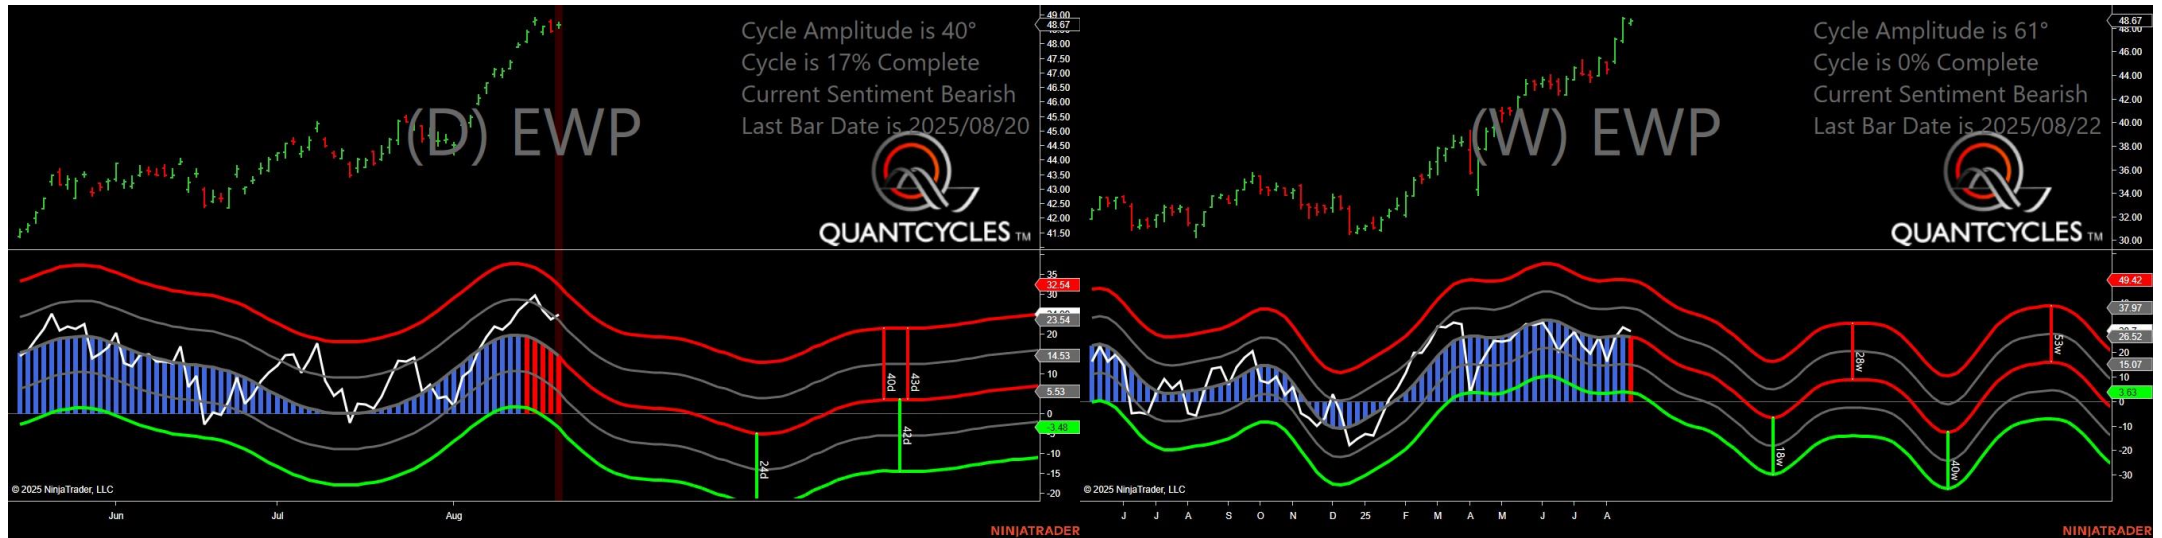 Cycle Amplitude is 40°
Cycle is 17% Complete
Current Sentiment Bearish
Last Bar Date is 2025/08/20
(D) EWP
QUANTCYCLES TM
49.00
48.67
48.00
47.50
47.00
46.50
46.00
45.50
45.00
44.50
44.00
43.50
43.00
42.50
42.00
41.50
35
32.54
30
23.54
20
14.53
10
5.53
0
-3.48
-10
-15
-20
40d
43d
42d
24d
© 2025 NinjaTrader, LLC
Jun
Jul
Aug
NINJATRADER
Cycle Amplitude is 61°
Cycle is 0% Complete
Current Sentiment Bearish
Last Bar Date is 2025/08/22
(W) EWP
QUANTCYCLES TM
48.67
48.00
46.00
44.00
42.00
40.00
38.00
36.00
34.00
32.00
30.00
49.42
37.97
26.52
20
15.07
10
3.63
0
-10
-20
-30
28w
53w
18w
40w
© 2025 NinjaTrader, LLC
J
J
A
S
O
N
D
25
F
M
A
M
J
J
A
NINJATRADER